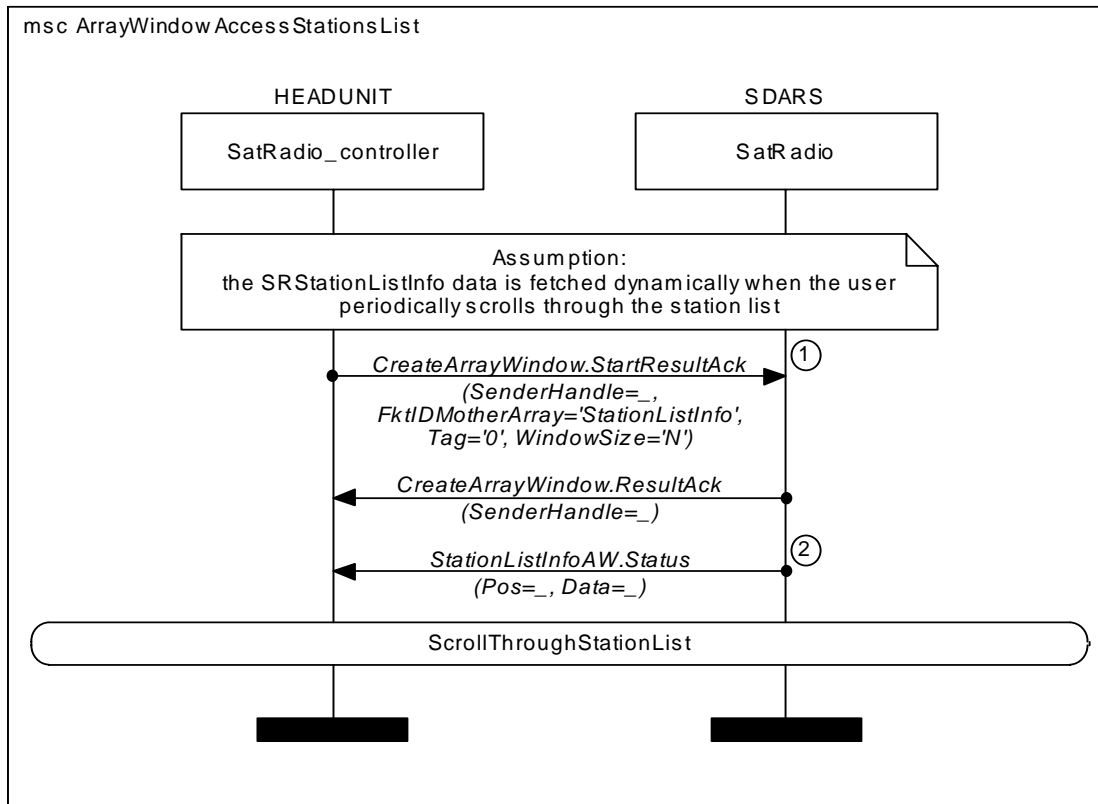 msc ArrayWindowAccessStationsList
HEADUNIT
SDARS
SatRadio_controller
SatRadio
Assumption:
the SRStationListInfo data is fetched dynamically when the user
periodically scrolls through the station list
1
CreateArrayWindow.StartResultAck
(SenderHandle=_,
FktIDMotherArray='StationListInfo',
Tag='0', WindowSize='N')
CreateArrayWindow.ResultAck
(SenderHandle=_)
2
StationListInfoAW.Status
(Pos=_, Data=_)
ScrollThroughStationList